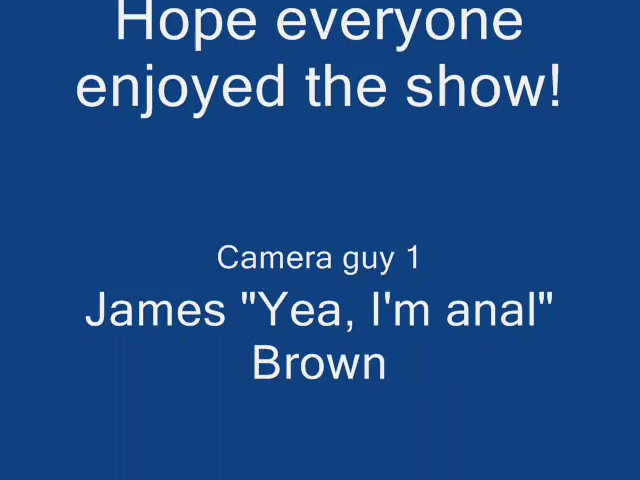 Hope everyone
enjoyed the show!
Camera guy 1
James "Yea, I'm anal"
Brown